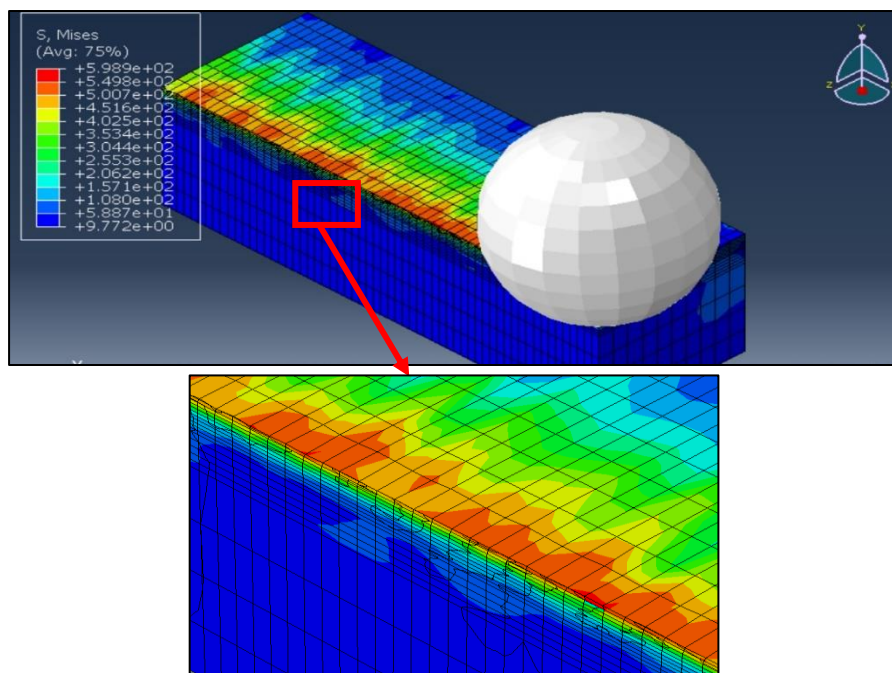 S, Mises
(Avg: 75%)
+5.989e+02
+5.498e+02
+5.007e+02
+4.516e+02
+4.025e+02
+3.534e+02
+3.044e+02
+2.553e+02
+2.062e+02
+1.571e+02
+1.080e+02
+5.887e+01
+9.772e+00
Y
Z